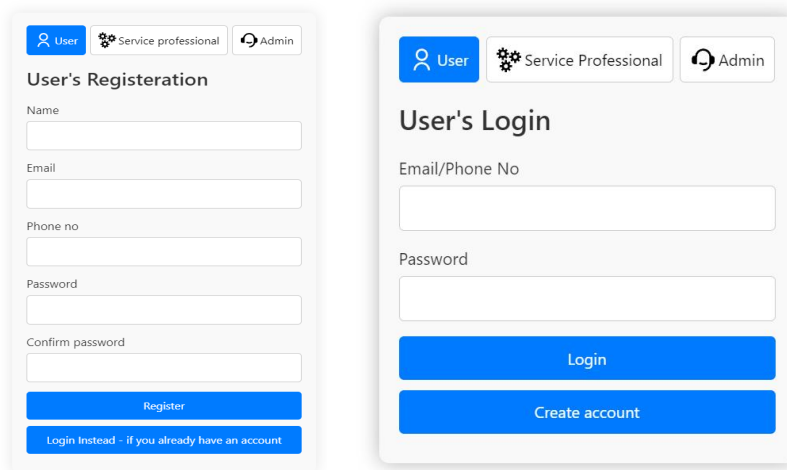 User Service professional Admin
User's Registeration
Name
Email
Phone no
Password
Confirm password
Register
Login Instead - if you already have an account
User Service Professional Admin
User's Login
Email/Phone No
Password
Login
Create account